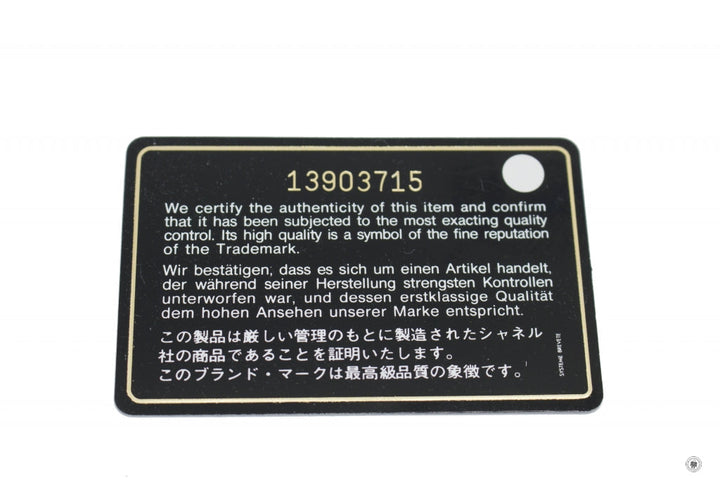 13903715
We certify the authenticity of this item and confirm
that it has been subjected to the most exacting quality
control. Its high quality is a symbol of the fine reputation
of the Trademark.
Wir bestätigen, dass es sich um einen Artikel handelt,
der während seiner Herstellung strengsten Kontrollen
unterworfen war, und dessen erstklassige Qualität
dem hohen Ansehen unserer Marke entspricht.
この製品は厳しい管理のもとに製造されたシャネル
社の商品であることを証明いたします。
このブランド・マークは最高級品質の象徴です。
SYSTEME BREVETE